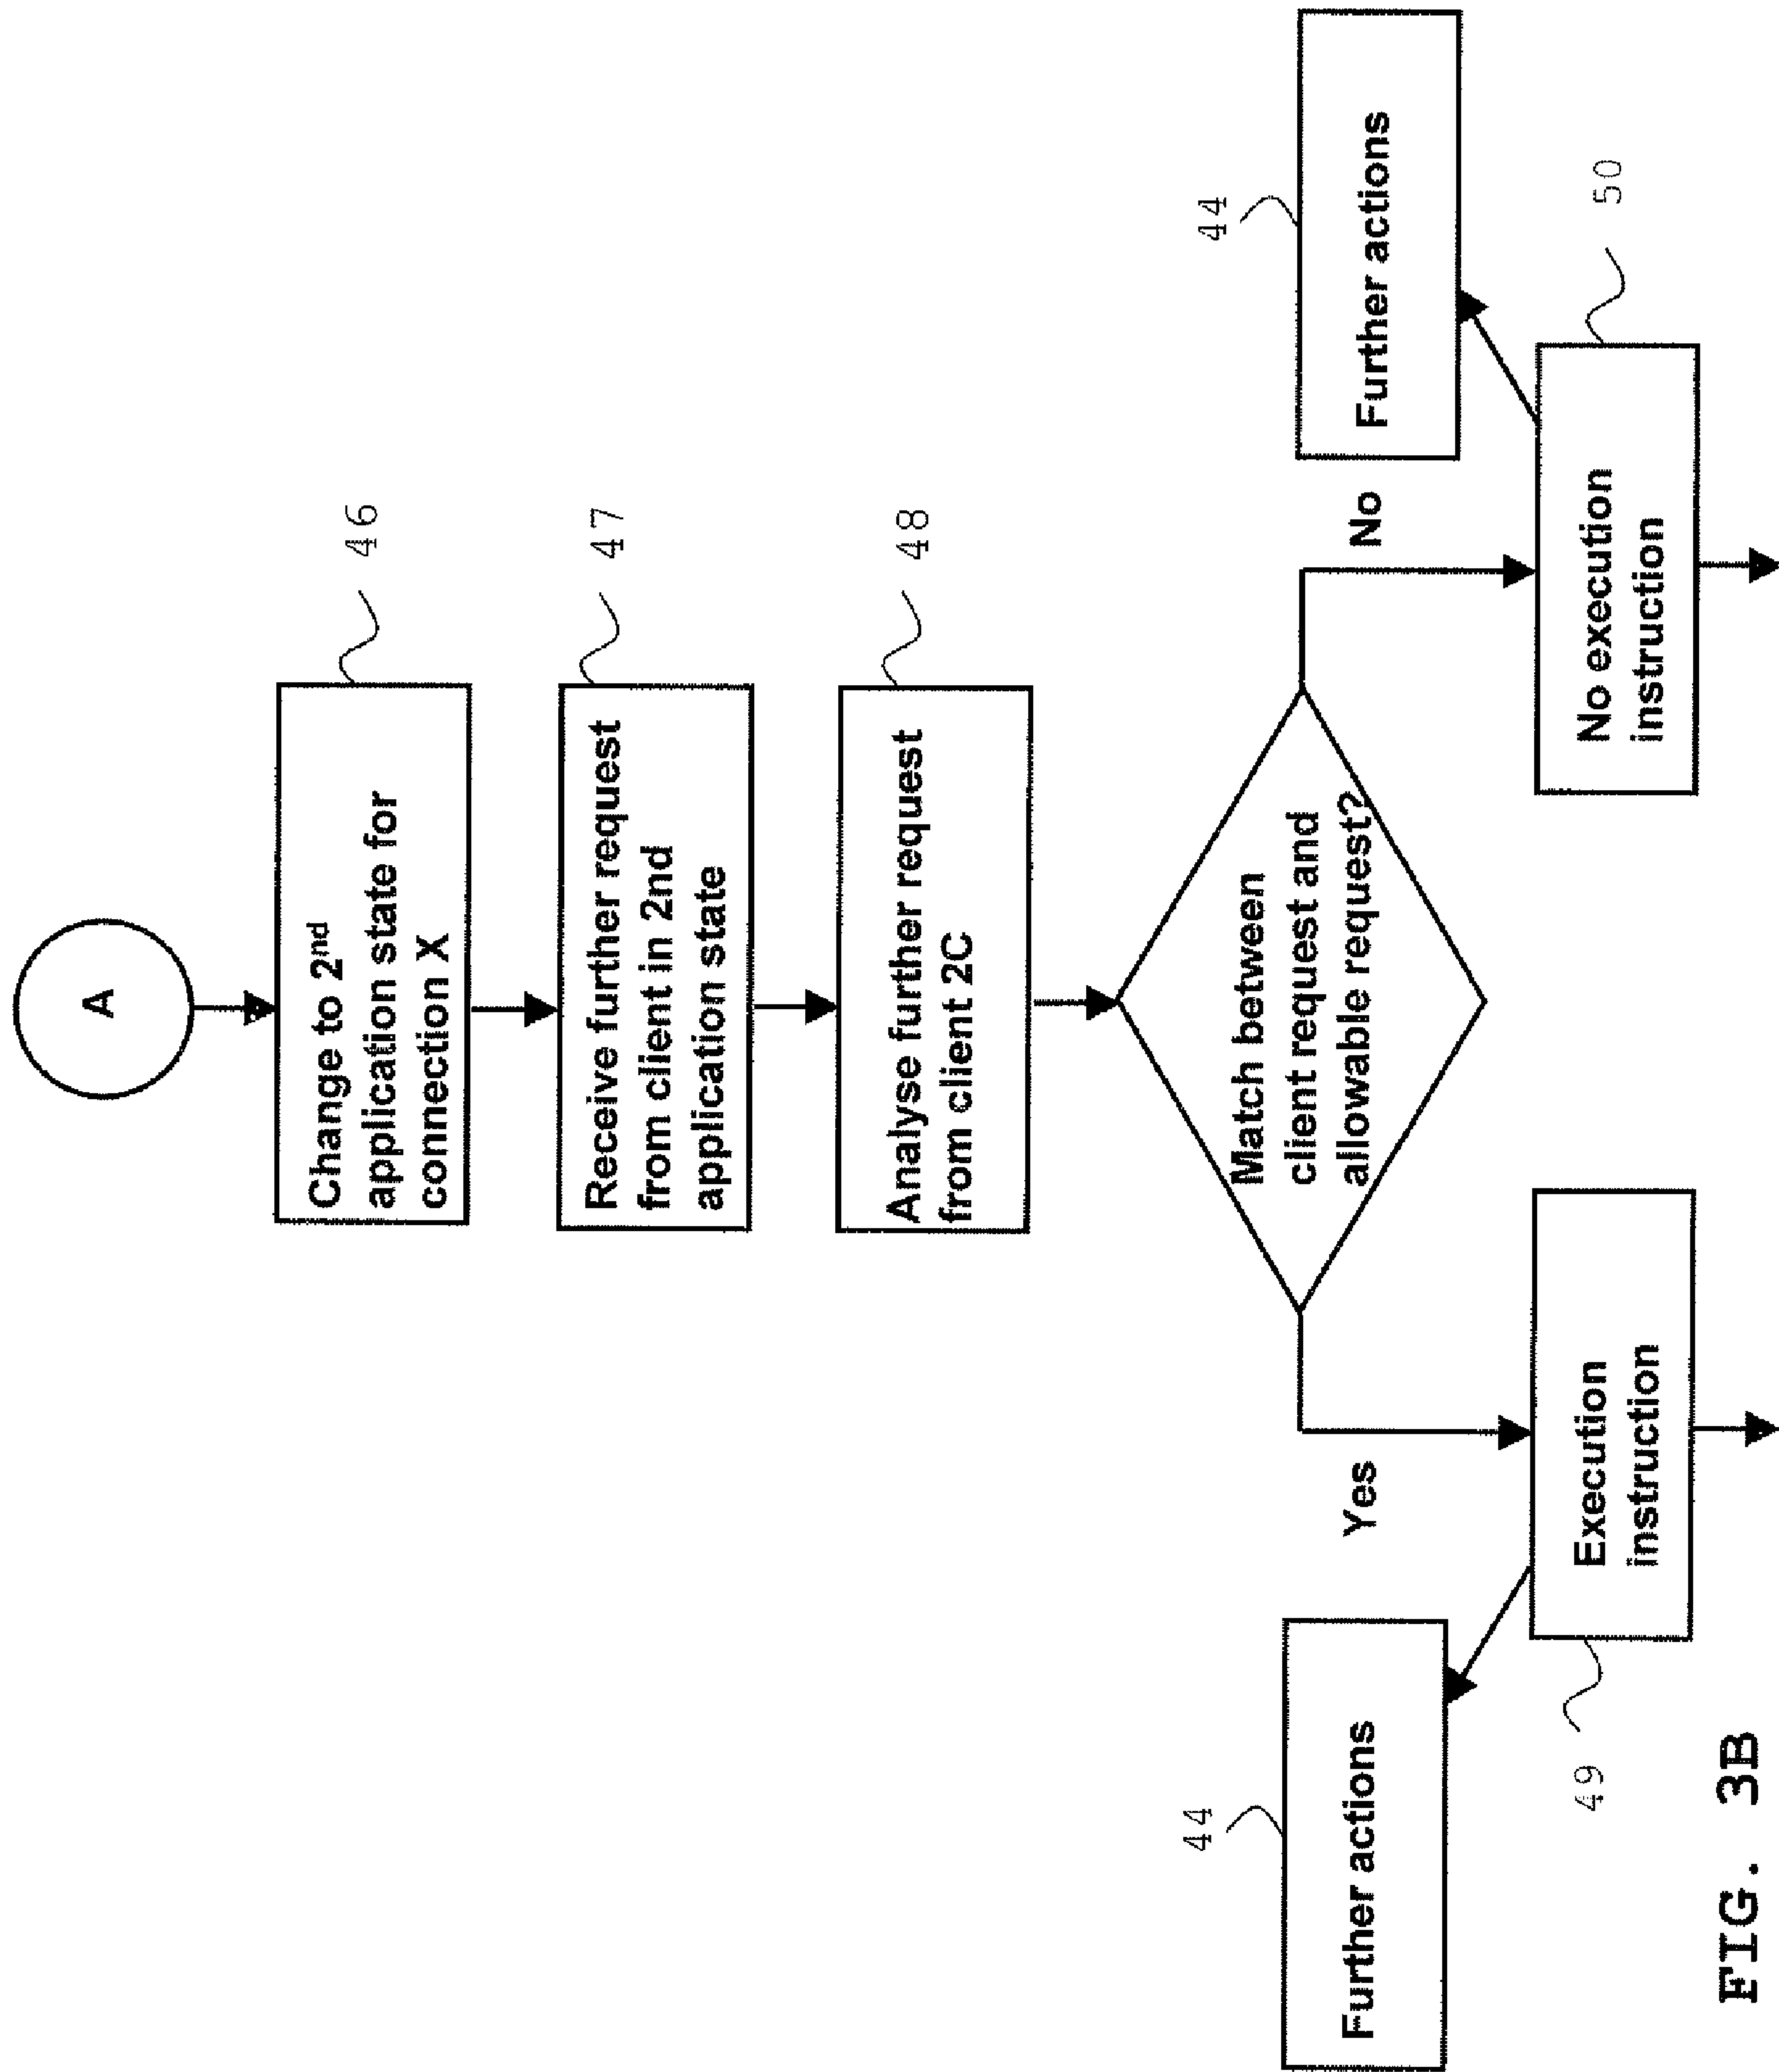 A
Change to 2nd
application state for
connection X
46
Receive further request
from client in 2nd
application state
47
Analyse further request
from client 2C
48
Match between
client request and
allowable request?
Yes
No
44
Further actions
44
Further actions
Execution
instruction
49
No execution
instruction
50
FIG. 3B